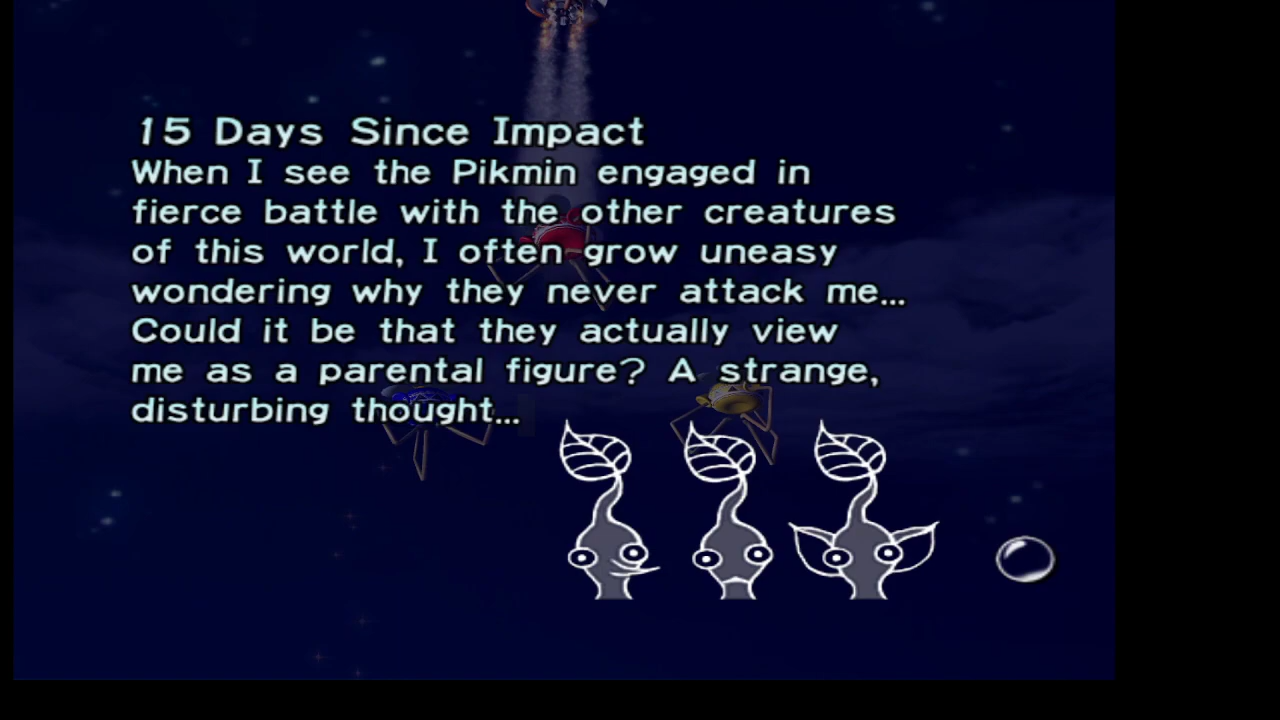 15 Days Since Impact
When I see the Pikmin engaged in
fierce battle with the other creatures
of this world, I often grow uneasy
wondering why they never attack me...
Could it be that they actually view
me as a parental figure? A strange,
disturbing thought...